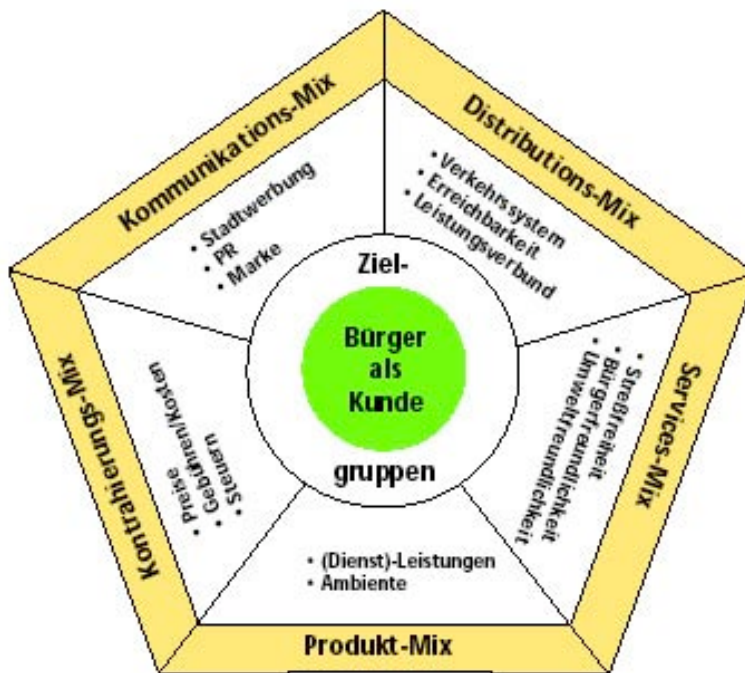 Kommunikations-Mix
• Stadtwerbung
• PR
• Marke
Distributions-Mix
• Verkehrssystem
• Erreichbarkeit
• Leistungsverbund
Ziel-
Bürger
als
Kunde
gruppen
Kontrahierungs-Mix
• Preise
• Gebühren/Kosten
• Steuern
Services-Mix
• Streßfreiheit
• Bürgerfreundlichkeit
• Umweltfreundlichkeit
• (Dienst)-Leistungen
• Ambiente
Produkt-Mix